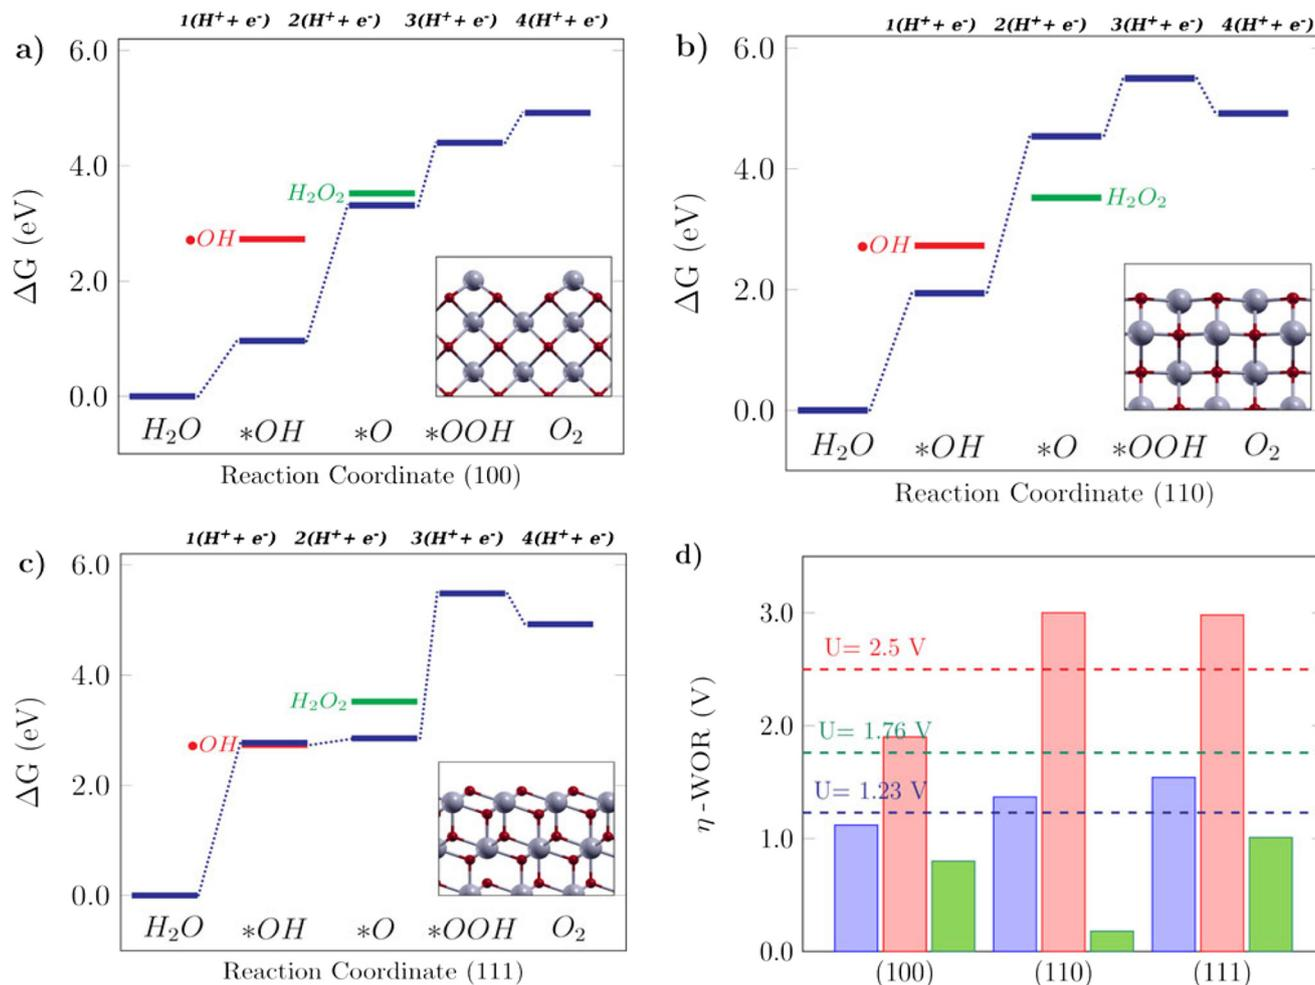 a)
1(H⁺+ e⁻) 2(H⁺+ e⁻) 3(H⁺+ e⁻) 4(H⁺+ e⁻)
6.0
4.0
2.0
0.0
ΔG (eV)
H₂O₂
•OH
H₂O *OH *O *OOH O₂
Reaction Coordinate (100)
b)
1(H⁺+ e⁻) 2(H⁺+ e⁻) 3(H⁺+ e⁻) 4(H⁺+ e⁻)
6.0
4.0
2.0
0.0
ΔG (eV)
H₂O₂
•OH
H₂O *OH *O *OOH O₂
Reaction Coordinate (110)
c)
1(H⁺+ e⁻) 2(H⁺+ e⁻) 3(H⁺+ e⁻) 4(H⁺+ e⁻)
6.0
4.0
2.0
0.0
ΔG (eV)
H₂O₂
•OH
H₂O *OH *O *OOH O₂
Reaction Coordinate (111)
d)
3.0
2.0
1.0
0.0
η-WOR (V)
U= 2.5 V
U= 1.76 V
U= 1.23 V
(100) (110) (111)